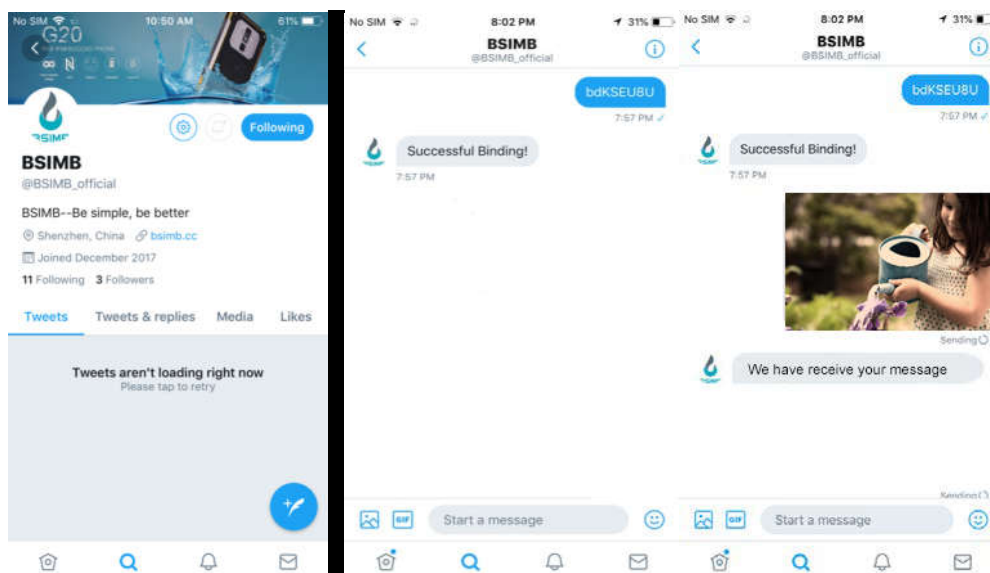 No SIM 10:50 AM 61%
G20
BSIMB
@BSIMB_official
Following
BSIMB--Be simple, be better
Shenzhen, China bsimb.cc
Joined December 2017
11 Following 3 Followers
Tweets Tweets & replies Media Likes
Tweets aren't loading right now
Please tap to retry
No SIM 8:02 PM 31%
BSIMB
@BSIMB_official
bdKSEU8U
7:57 PM
Successful Binding!
7:57 PM
GIF Start a message
No SIM 8:02 PM 31%
BSIMB
@BSIMB_official
bdKSEU8U
7:57 PM
Successful Binding!
7:57 PM
Sending
We have receive your message
Sending
GIF Start a message